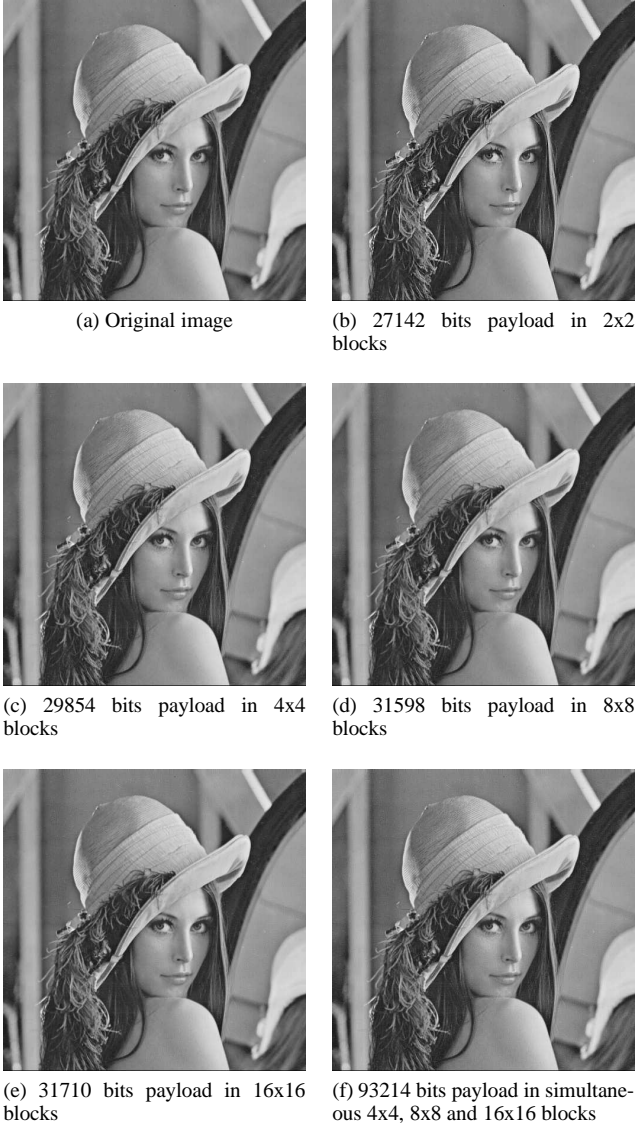 (a) Original image
(b) 27142 bits payload in 2x2
blocks
(c) 29854 bits payload in 4x4
blocks
(d) 31598 bits payload in 8x8
blocks
(e) 31710 bits payload in 16x16
blocks
(f) 93214 bits payload in simultane-
ous 4x4, 8x8 and 16x16 blocks